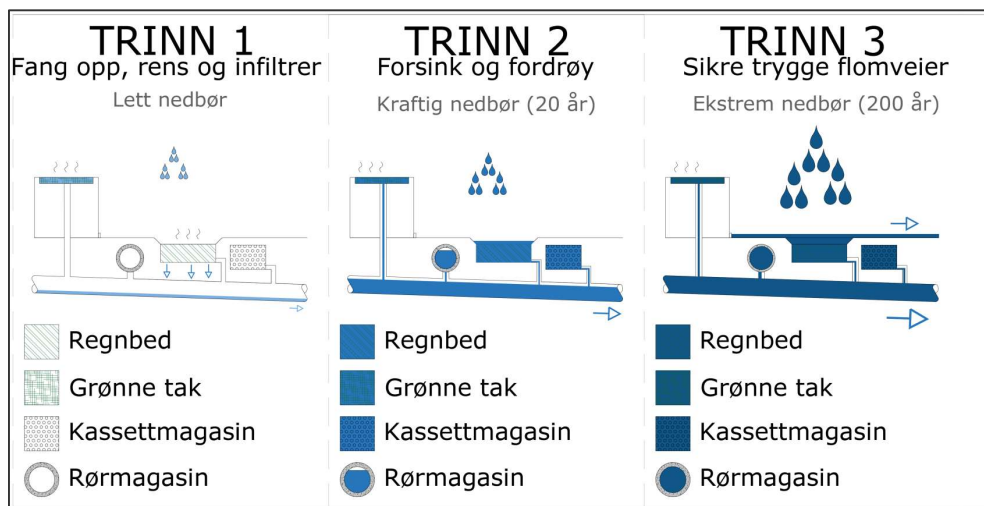 TRINN 1
Fang opp, rens og infiltrer
Lett nedbør
Regnbed
Grønne tak
Kassettmagasin
Rørmagasin
TRINN 2
Forsink og fordrøy
Kraftig nedbør (20 år)
Regnbed
Grønne tak
Kassettmagasin
Rørmagasin
TRINN 3
Sikre trygge flomveier
Ekstrem nedbør (200 år)
Regnbed
Grønne tak
Kassettmagasin
Rørmagasin